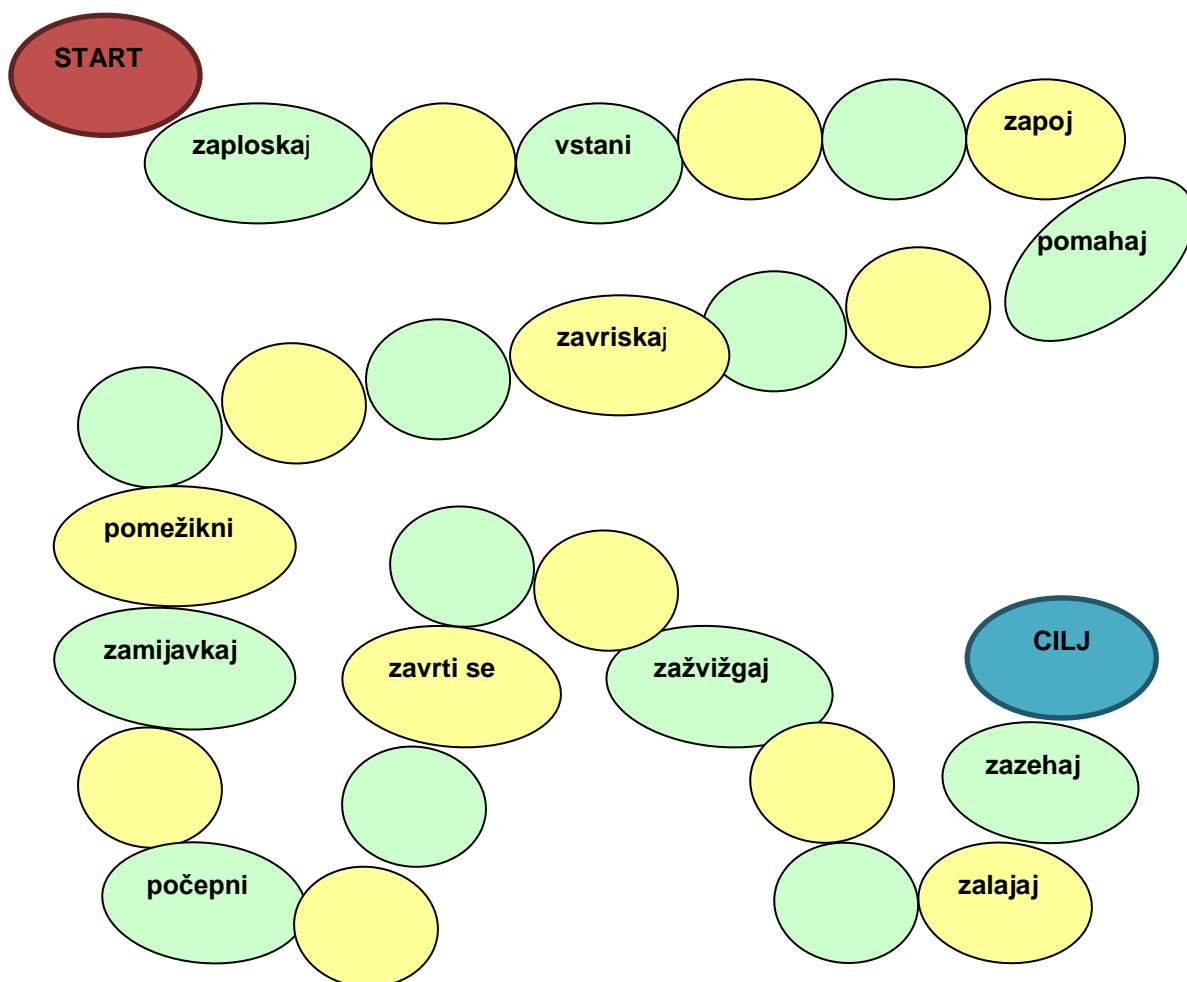 START
zaploskaj
vstani
zapoj
pomahaj
zavriskaj
pomežikni
zamijavkaj
počepni
zavrti se
zažvižgaj
zalajaj
zazehaj
CILJ